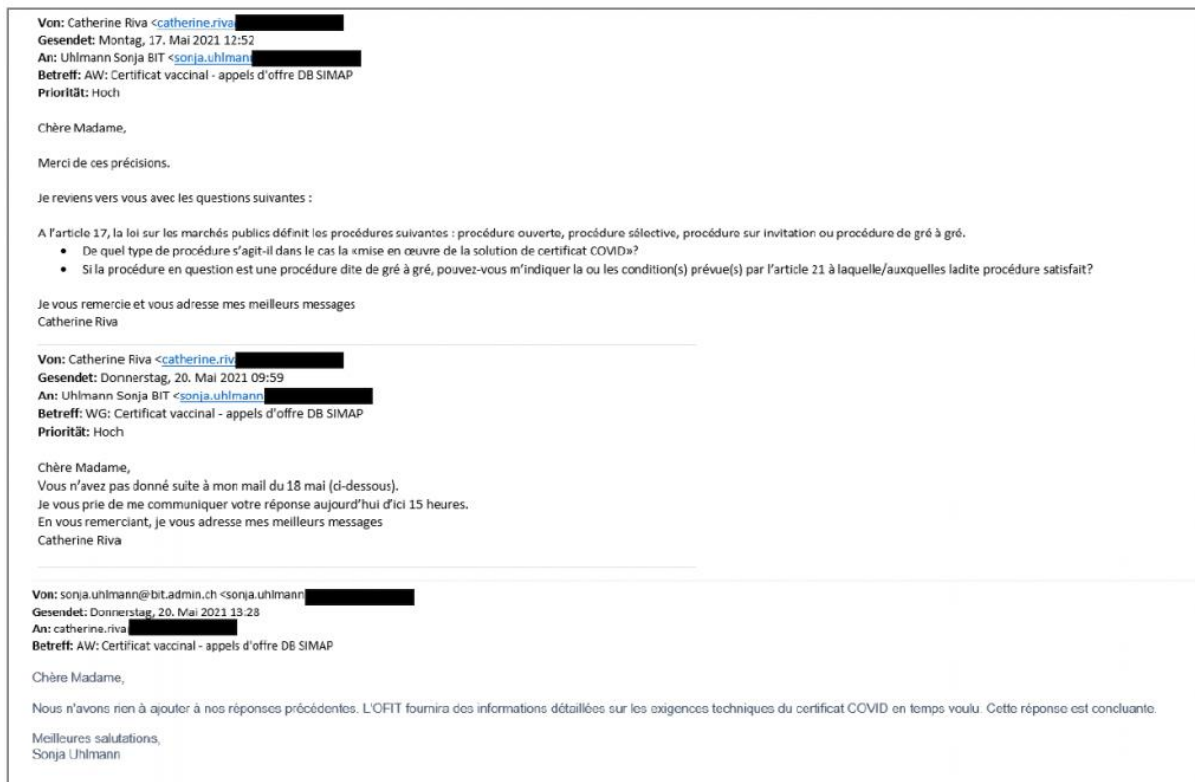 Von: Catherine Riva <catherine.riva
Gesendet: Montag, 17. Mai 2021 12:52
An: Uhlmann Sonja BIT <sonja.uhlmann
Betreff: AW: Certificat vaccinal - appels d'offre DB SIMAP
Priorität: Hoch
Chère Madame,
Merci de ces précisions.
Je reviens vers vous avec les questions suivantes :
A l'article 17, la loi sur les marchés publics définit les procédures suivantes : procédure ouverte, procédure sélective, procédure sur invitation ou procédure de gré à gré.
• De quel type de procédure s'agit-il dans le cas la «mise en œuvre de la solution de certificat COVID»?
• Si la procédure en question est une procédure dite de gré à gré, pouvez-vous m'indiquer la ou les condition(s) prévue(s) par l'article 21 à laquelle/auxquelles ladite procédure satisfait?
Je vous remercie et vous adresse mes meilleurs messages
Catherine Riva
Von: Catherine Riva <catherine.riv
Gesendet: Donnerstag, 20. Mai 2021 09:59
An: Uhlmann Sonja BIT <sonja.uhlmann
Betreff: WG: Certificat vaccinal - appels d'offre DB SIMAP
Priorität: Hoch
Chère Madame,
Vous n'avez pas donné suite à mon mail du 18 mai (ci-dessous).
Je vous prie de me communiquer votre réponse aujourd'hui d'ici 15 heures.
En vous remerciant, je vous adresse mes meilleurs messages
Catherine Riva
Von: sonja.uhlmann@bit.admin.ch <sonja.uhlmann
Gesendet: Donnerstag, 20. Mai 2021 13:28
An: catherine.riva
Betreff: AW: Certificat vaccinal - appels d'offre DB SIMAP
Chère Madame,
Nous n'avons rien à ajouter à nos réponses précédentes. L'OFIT fournira des informations détaillées sur les exigences techniques du certificat COVID en temps voulu. Cette réponse est concluante.
Meilleures salutations,
Sonja Uhlmann